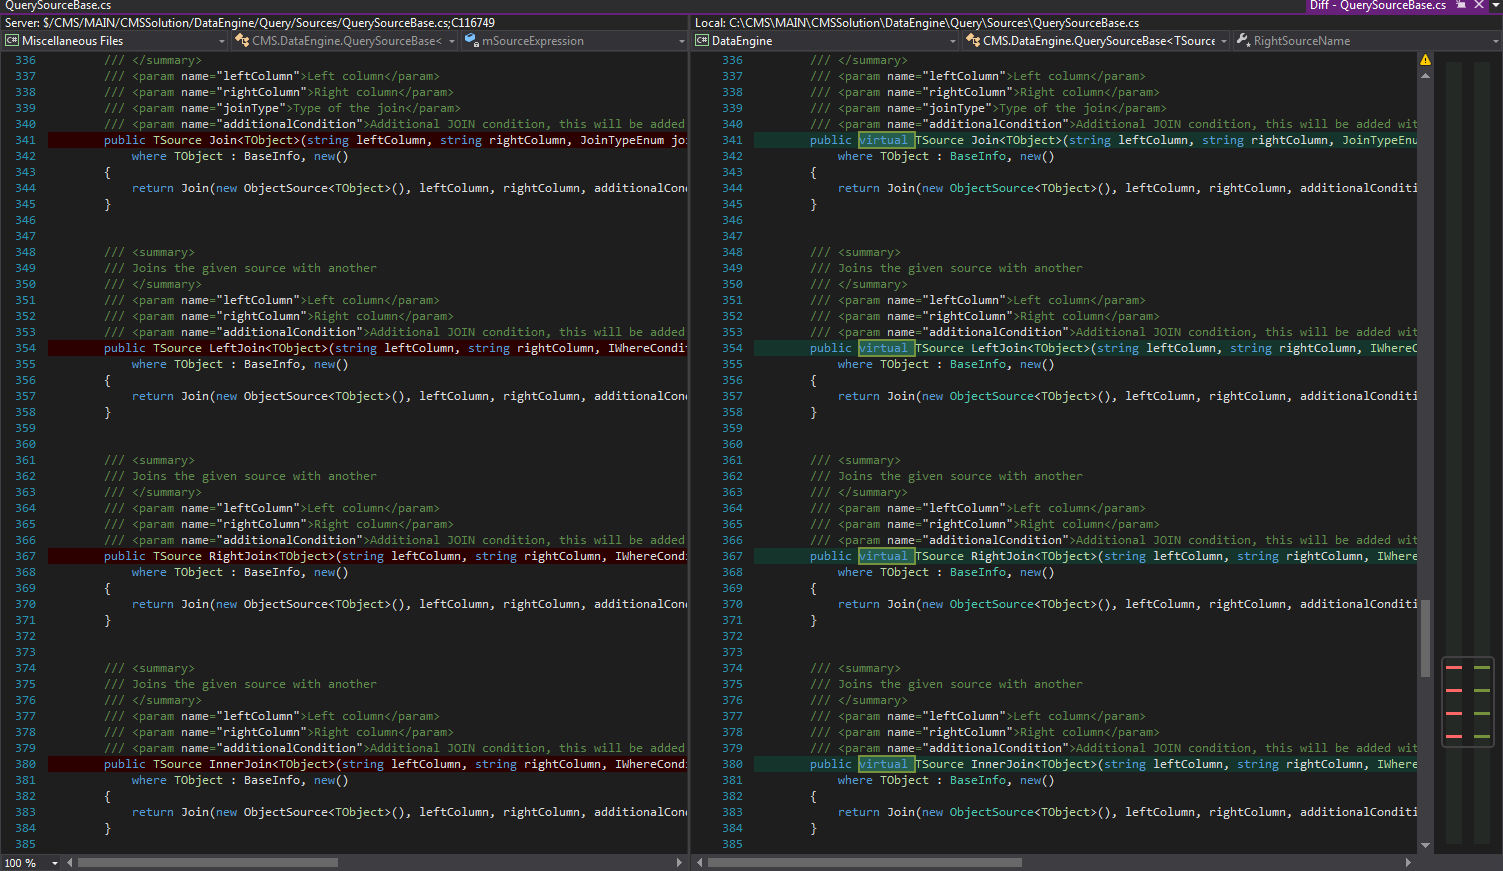 QuerySourceBase.cs
Diff - QuerySourceBase.cs
Server: $/CMS/MAIN/CMSSolution/DataEngine/Query/Sources/QuerySourceBase.cs;C116749
Miscellaneous Files
CMS.DataEngine.QuerySourceBase<
mSourceExpression
336 /// </summary>
337 /// <param name="leftColumn">Left column</param>
338 /// <param name="rightColumn">Right column</param>
339 /// <param name="joinType">Type of the join</param>
340 /// <param name="additionalCondition">Additional JOIN condition, this will be added
341 public TSource Join<TObject>(string leftColumn, string rightColumn, JoinTypeEnum joi
342 where TObject : BaseInfo, new()
343 {
344 return Join(new ObjectSource<TObject>(), leftColumn, rightColumn, additionalCon
345 }
346
347
348 /// <summary>
349 /// Joins the given source with another
350 /// </summary>
351 /// <param name="leftColumn">Left column</param>
352 /// <param name="rightColumn">Right column</param>
353 /// <param name="additionalCondition">Additional JOIN condition, this will be added
354 public TSource LeftJoin<TObject>(string leftColumn, string rightColumn, IWhereCondit
355 where TObject : BaseInfo, new()
356 {
357 return Join(new ObjectSource<TObject>(), leftColumn, rightColumn, additionalCon
358 }
359
360
361 /// <summary>
362 /// Joins the given source with another
363 /// </summary>
364 /// <param name="leftColumn">Left column</param>
365 /// <param name="rightColumn">Right column</param>
366 /// <param name="additionalCondition">Additional JOIN condition, this will be added
367 public TSource RightJoin<TObject>(string leftColumn, string rightColumn, IWhereCondi
368 where TObject : BaseInfo, new()
369 {
370 return Join(new ObjectSource<TObject>(), leftColumn, rightColumn, additionalCon
371 }
372
373
374 /// <summary>
375 /// Joins the given source with another
376 /// </summary>
377 /// <param name="leftColumn">Left column</param>
378 /// <param name="rightColumn">Right column</param>
379 /// <param name="additionalCondition">Additional JOIN condition, this will be added
380 public TSource InnerJoin<TObject>(string leftColumn, string rightColumn, IWhereCondi
381 where TObject : BaseInfo, new()
382 {
383 return Join(new ObjectSource<TObject>(), leftColumn, rightColumn, additionalCon
384 }
385
100 %
Local: C:\CMS\MAIN\CMSSolution\DataEngine\Query\Sources\QuerySourceBase.cs
DataEngine
CMS.DataEngine.QuerySourceBase<TSource
RightSourceName
336 /// </summary>
337 /// <param name="leftColumn">Left column</param>
338 /// <param name="rightColumn">Right column</param>
339 /// <param name="joinType">Type of the join</param>
340 /// <param name="additionalCondition">Additional JOIN condition, this will be added wit
341 public virtual TSource Join<TObject>(string leftColumn, string rightColumn, JoinTypeEnu
342 where TObject : BaseInfo, new()
343 {
344 return Join(new ObjectSource<TObject>(), leftColumn, rightColumn, additionalConditi
345 }
346
347
348 /// <summary>
349 /// Joins the given source with another
350 /// </summary>
351 /// <param name="leftColumn">Left column</param>
352 /// <param name="rightColumn">Right column</param>
353 /// <param name="additionalCondition">Additional JOIN condition, this will be added wit
354 public virtual TSource LeftJoin<TObject>(string leftColumn, string rightColumn, IWhereC
355 where TObject : BaseInfo, new()
356 {
357 return Join(new ObjectSource<TObject>(), leftColumn, rightColumn, additionalConditi
358 }
359
360
361 /// <summary>
362 /// Joins the given source with another
363 /// </summary>
364 /// <param name="leftColumn">Left column</param>
365 /// <param name="rightColumn">Right column</param>
366 /// <param name="additionalCondition">Additional JOIN condition, this will be added wit
367 public virtual TSource RightJoin<TObject>(string leftColumn, string rightColumn, IWhere
368 where TObject : BaseInfo, new()
369 {
370 return Join(new ObjectSource<TObject>(), leftColumn, rightColumn, additionalConditi
371 }
372
373
374 /// <summary>
375 /// Joins the given source with another
376 /// </summary>
377 /// <param name="leftColumn">Left column</param>
378 /// <param name="rightColumn">Right column</param>
379 /// <param name="additionalCondition">Additional JOIN condition, this will be added wit
380 public virtual TSource InnerJoin<TObject>(string leftColumn, string rightColumn, IWhere
381 where TObject : BaseInfo, new()
382 {
383 return Join(new ObjectSource<TObject>(), leftColumn, rightColumn, additionalConditi
384 }
385